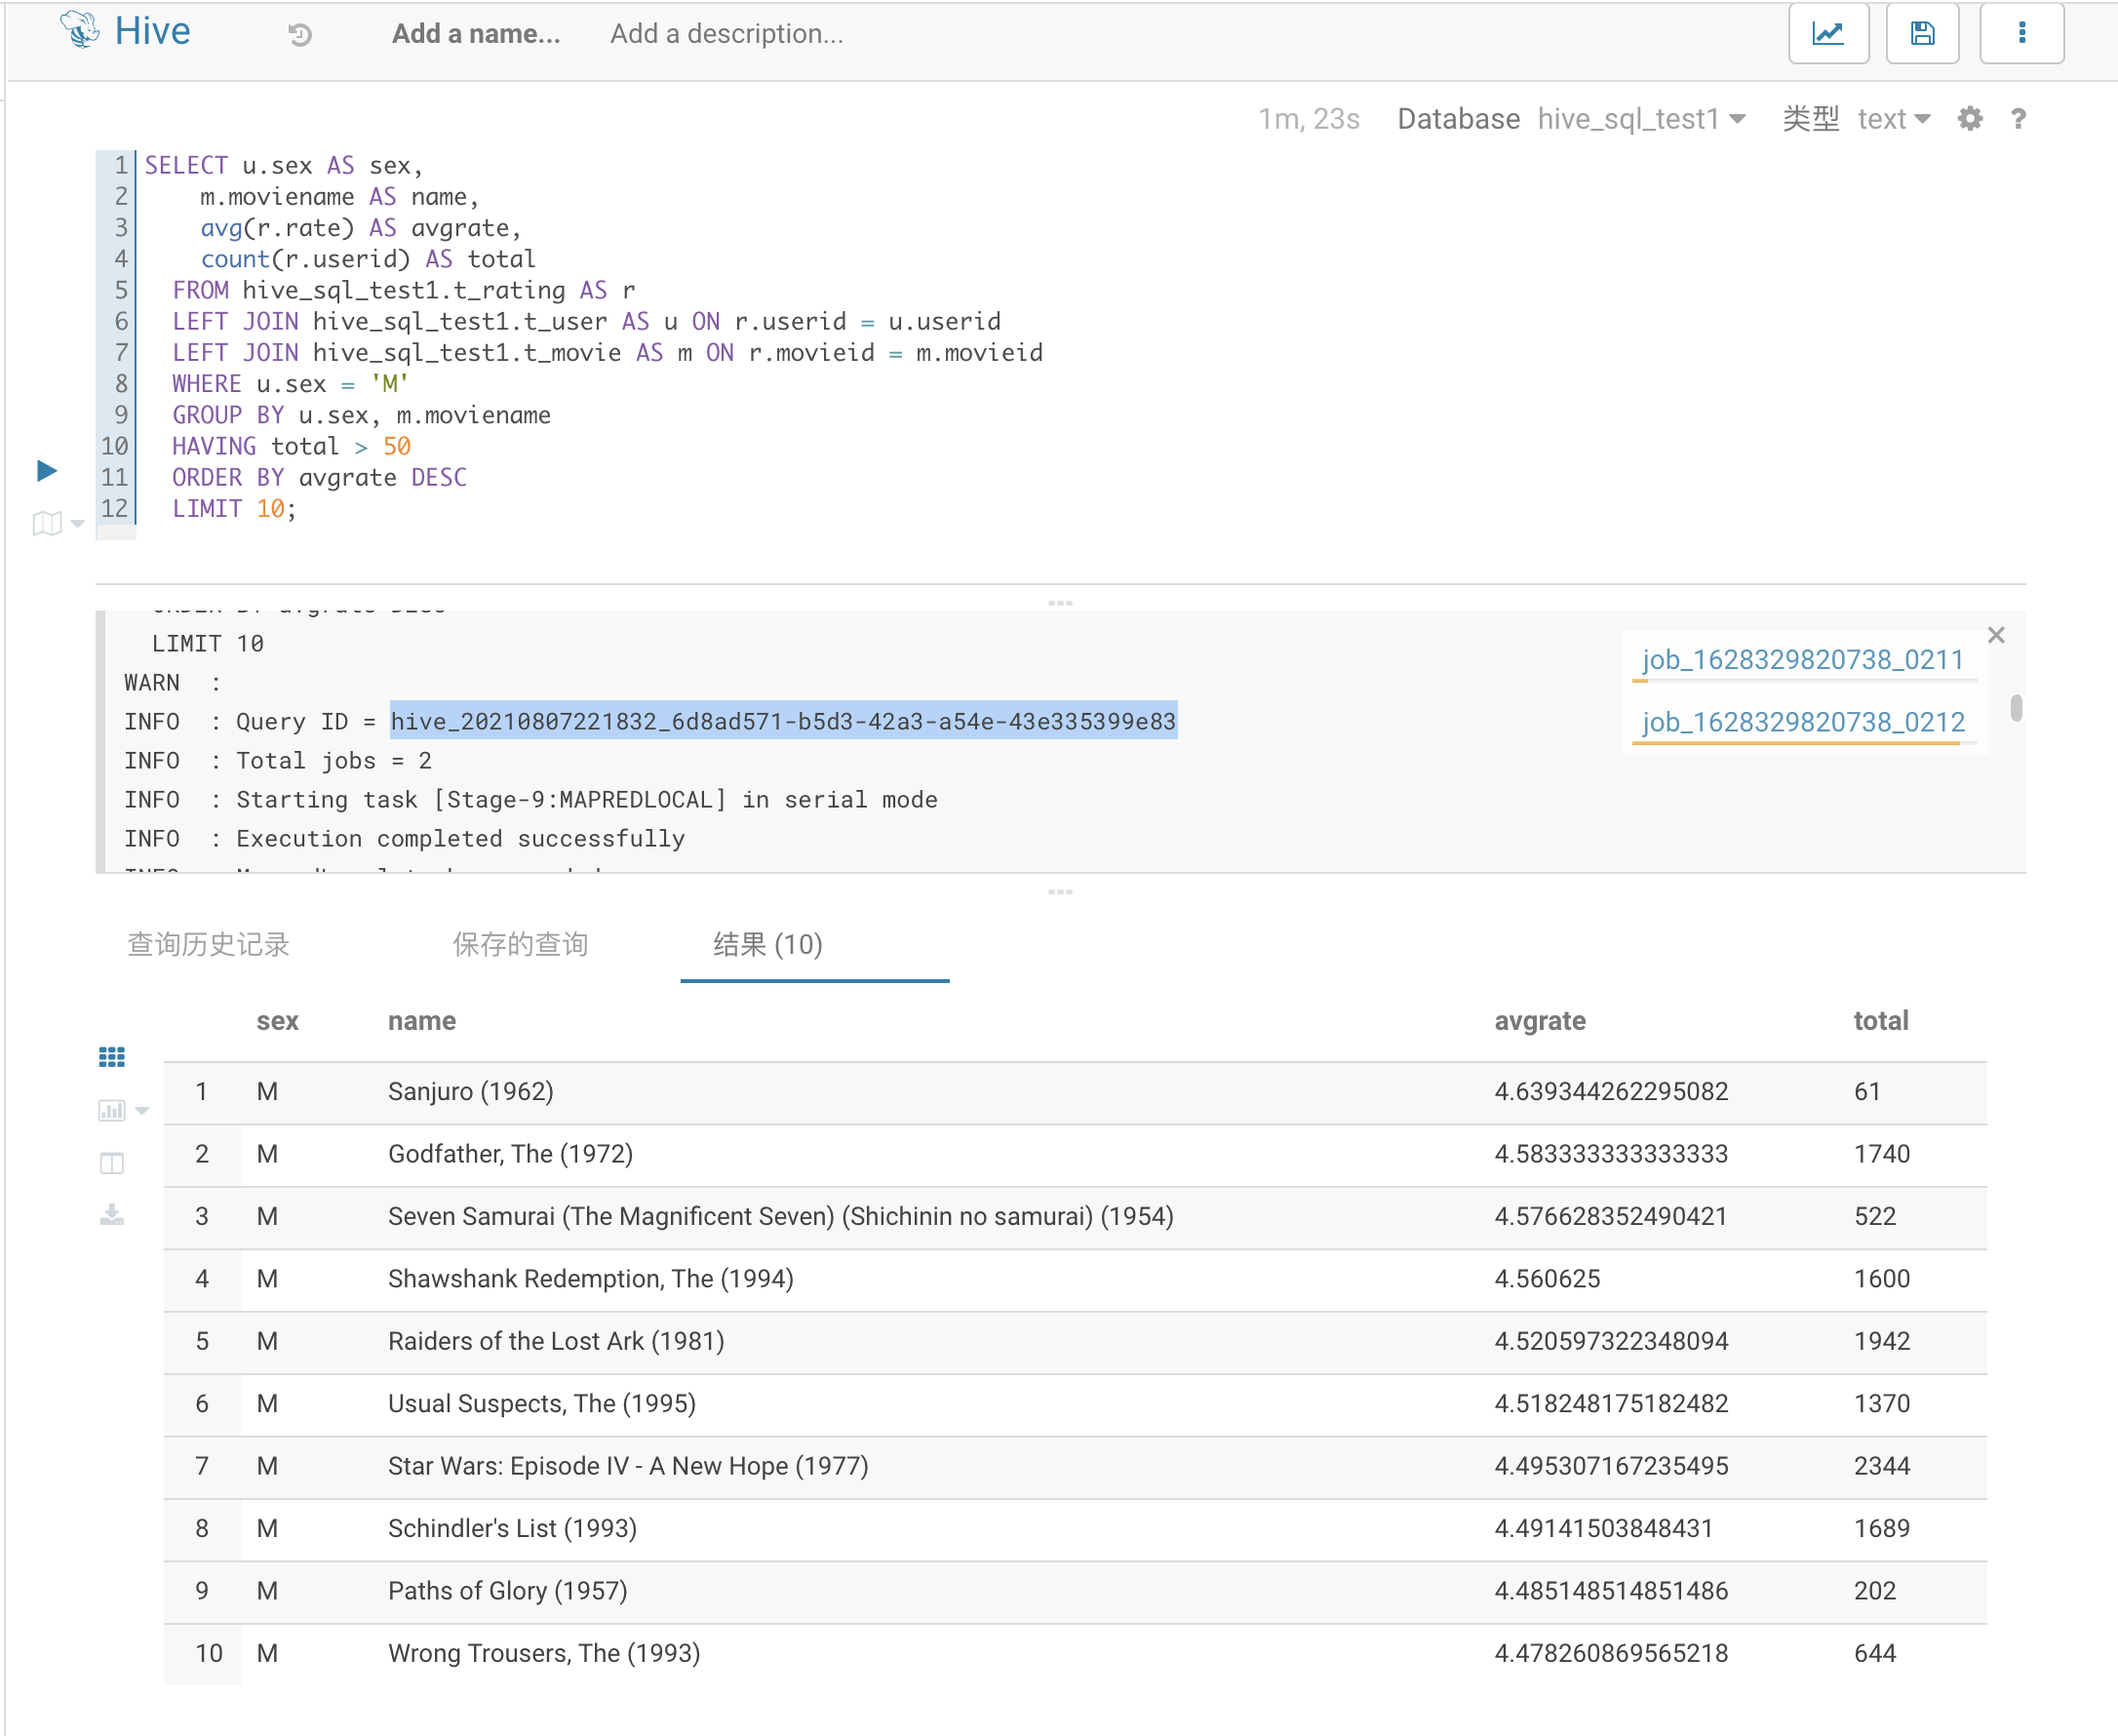 Hive Add a name... Add a description...
1m, 23s Database hive_sql_test1 类型 text ?
1 SELECT u.sex AS sex,
2 m.moviename AS name,
3 avg(r.rate) AS avgrate,
4 count(r.userid) AS total
5 FROM hive_sql_test1.t_rating AS r
6 LEFT JOIN hive_sql_test1.t_user AS u ON r.userid = u.userid
7 LEFT JOIN hive_sql_test1.t_movie AS m ON r.movieid = m.movieid
8 WHERE u.sex = 'M'
9 GROUP BY u.sex, m.moviename
10 HAVING total > 50
11 ORDER BY avgrate DESC
12 LIMIT 10;
ORDER BY avgrate DESC
LIMIT 10
WARN :
INFO : Query ID = hive_20210807221832_6d8ad571-b5d3-42a3-a54e-43e335399e83
INFO : Total jobs = 2
INFO : Starting task [Stage-9:MAPREDLOCAL] in serial mode
INFO : Execution completed successfully
INFO :
job_1628329820738_0211
job_1628329820738_0212
查询历史记录 保存的查询 结果 (10)
sex name avgrate total
1 M Sanjuro (1962) 4.639344262295082 61
2 M Godfather, The (1972) 4.583333333333333 1740
3 M Seven Samurai (The Magnificent Seven) (Shichinin no samurai) (1954) 4.576628352490421 522
4 M Shawshank Redemption, The (1994) 4.560625 1600
5 M Raiders of the Lost Ark (1981) 4.520597322348094 1942
6 M Usual Suspects, The (1995) 4.518248175182482 1370
7 M Star Wars: Episode IV - A New Hope (1977) 4.495307167235495 2344
8 M Schindler's List (1993) 4.49141503848431 1689
9 M Paths of Glory (1957) 4.485148514851486 202
10 M Wrong Trousers, The (1993) 4.478260869565218 644